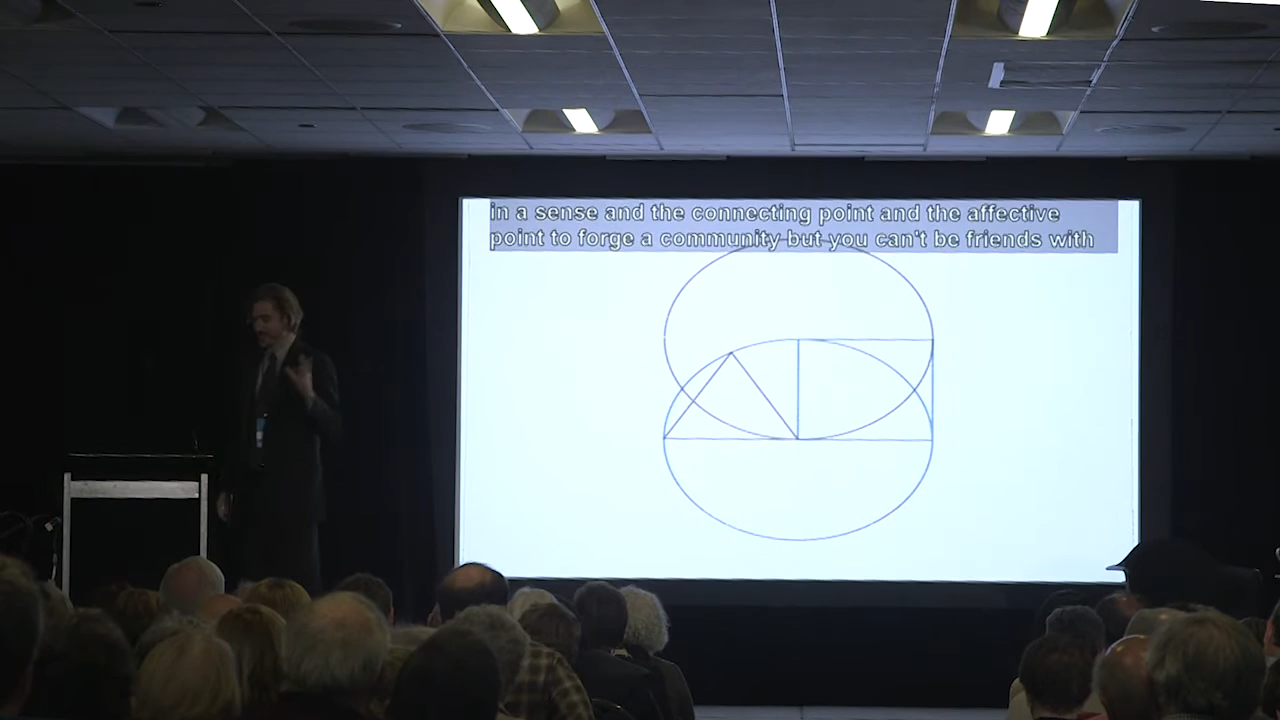 in a sense and the connecting point and the affective
point to forge a community but you can't be friends with